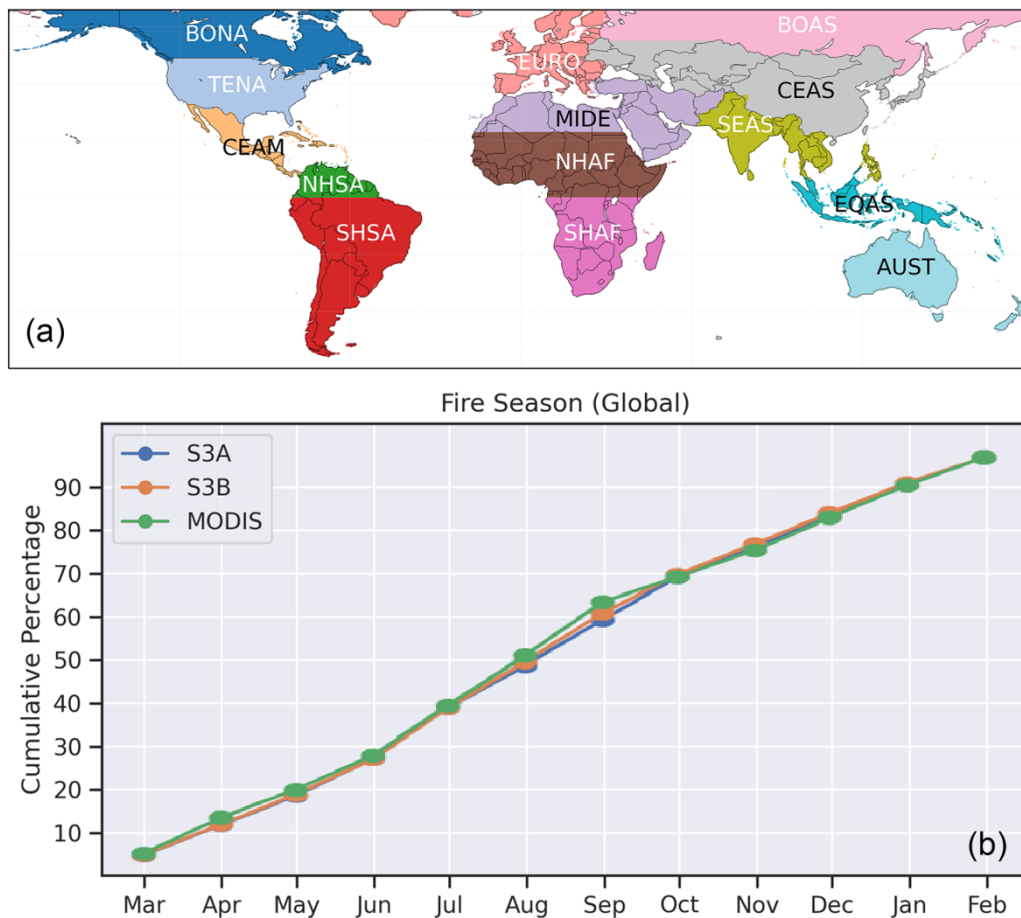 BONA
BOAS
EURO
TENA
CEAS
MIDE
SEAS
CEAM
NHAF
NHSA
EQAS
SHSA
SHAF
AUST
(a)
Fire Season (Global)
S3A
S3B
MODIS
Cumulative Percentage
90
80
70
60
50
40
30
20
10
(b)
Mar Apr May Jun Jul Aug Sep Oct Nov Dec Jan Feb